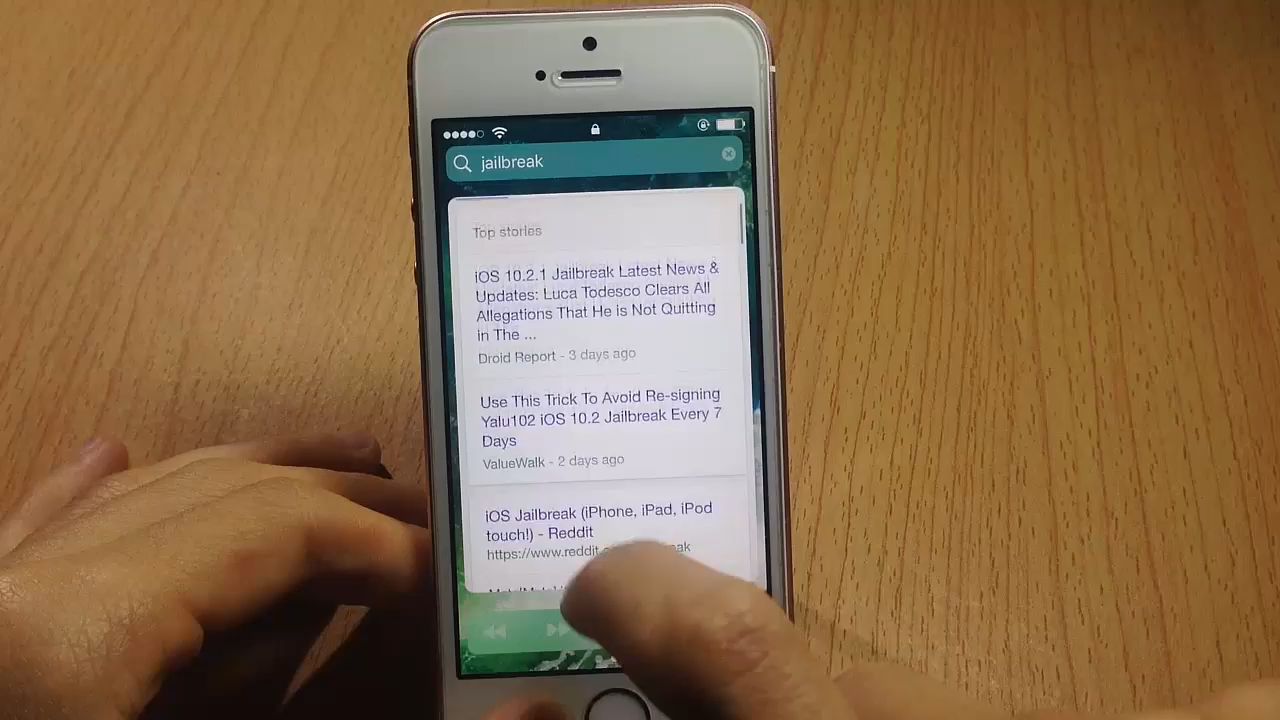 jailbreak
Top stories
iOS 10.2.1 Jailbreak Latest News &
Updates: Luca Todesco Clears All
Allegations That He is Not Quitting
in The ...
Droid Report - 3 days ago
Use This Trick To Avoid Re-signing
Yalu102 iOS 10.2 Jailbreak Every 7
Days
ValueWalk - 2 days ago
iOS Jailbreak (iPhone, iPad, iPod
touch!) - Reddit
https://www.reddit